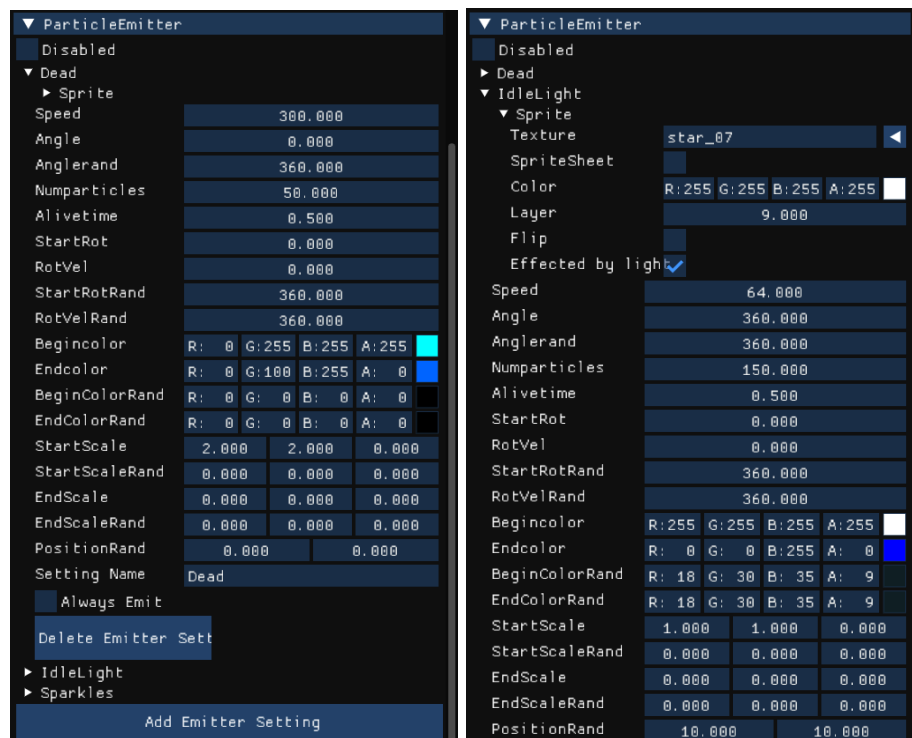 ▼ ParticleEmitter
Disabled
▼ Dead
► Sprite
Speed 300.000
Angle 0.000
Anglerand 360.000
Numparticles 50.000
Alivetime 0.500
StartRot 0.000
RotVel 0.000
StartRotRand 360.000
RotVelRand 360.000
Begincolor R: 0 G:255 B:255 A:255
Endcolor R: 0 G:100 B:255 A: 0
BeginColorRand R: 0 G: 0 B: 0 A: 0
EndColorRand R: 0 G: 0 B: 0 A: 0
StartScale 2.000 2.000 0.000
StartScaleRand 0.000 0.000 0.000
EndScale 0.000 0.000 0.000
EndScaleRand 0.000 0.000 0.000
PositionRand 0.000 0.000
Setting Name Dead
Always Emit
Delete Emitter Sett
► IdleLight
► Sparkles
Add Emitter Setting
▼ ParticleEmitter
Disabled
► Dead
▼ IdleLight
▼ Sprite
Texture star_07
SpriteSheet
Color R:255 G:255 B:255 A:255
Layer 9.000
Flip
Effected by light
Speed 64.000
Angle 360.000
Anglerand 360.000
Numparticles 150.000
Alivetime 0.500
StartRot 0.000
RotVel 0.000
StartRotRand 360.000
RotVelRand 360.000
Begincolor R:255 G:255 B:255 A:255
Endcolor R: 0 G: 0 B:255 A: 0
BeginColorRand R: 18 G: 30 B: 35 A: 9
EndColorRand R: 18 G: 30 B: 35 A: 9
StartScale 1.000 1.000 0.000
StartScaleRand 0.000 0.000 0.000
EndScale 0.000 0.000 0.000
EndScaleRand 0.000 0.000 0.000
PositionRand 10.000 10.000